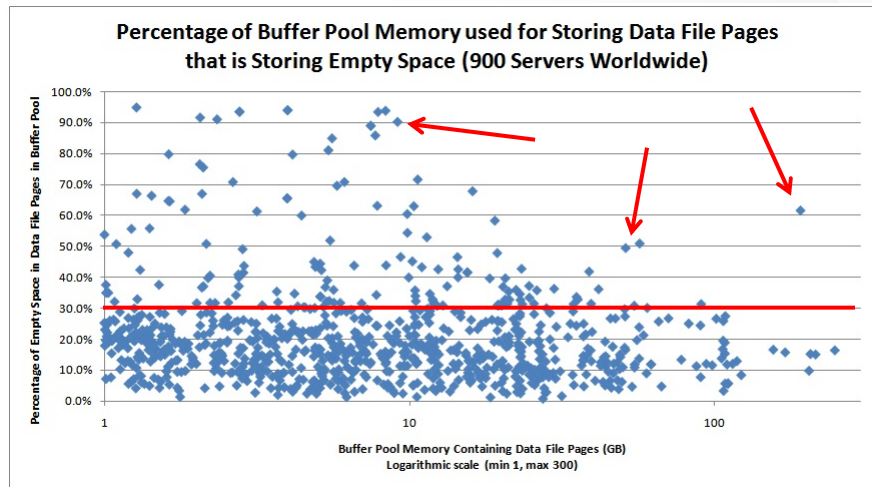 Percentage of Buffer Pool Memory used for Storing Data File Pages
that is Storing Empty Space (900 Servers Worldwide)
Percentage of Empty Space in Data File Pages in Buffer Pool
100.0%
90.0%
80.0%
70.0%
60.0%
50.0%
40.0%
30.0%
20.0%
10.0%
0.0%
1
10
100
Buffer Pool Memory Containing Data File Pages (GB)
Logarithmic scale (min 1, max 300)